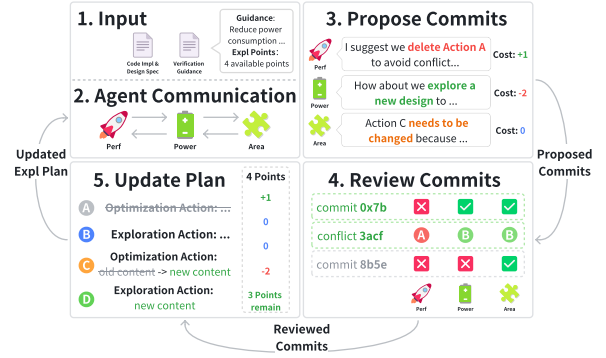 1. Input
Code Impl &
Design Spec
Verification
Guidance
Guidance:
Reduce power
consumption ...
Expl Points:
4 available points
2. Agent Communication
Perf
Power
Area
3. Propose Commits
Perf
I suggest we delete Action A
to avoid conflict...
Cost: +1
Power
How about we explore a
new design to ...
Cost: -2
Area
Action C needs to be
changed because ...
Cost: 0
Updated
Expl Plan
Proposed
Commits
5. Update Plan
4 Points
A
Optimization Action: ...
+1
B
Exploration Action: ...
0
C
Optimization Action:
old content -> new content
0
D
Exploration Action:
new content
-2
3 Points
remain
4. Review Commits
commit 0x7b
conflict 3acf
A
B
B
commit 8b5e
Perf
Power
Area
Reviewed
Commits